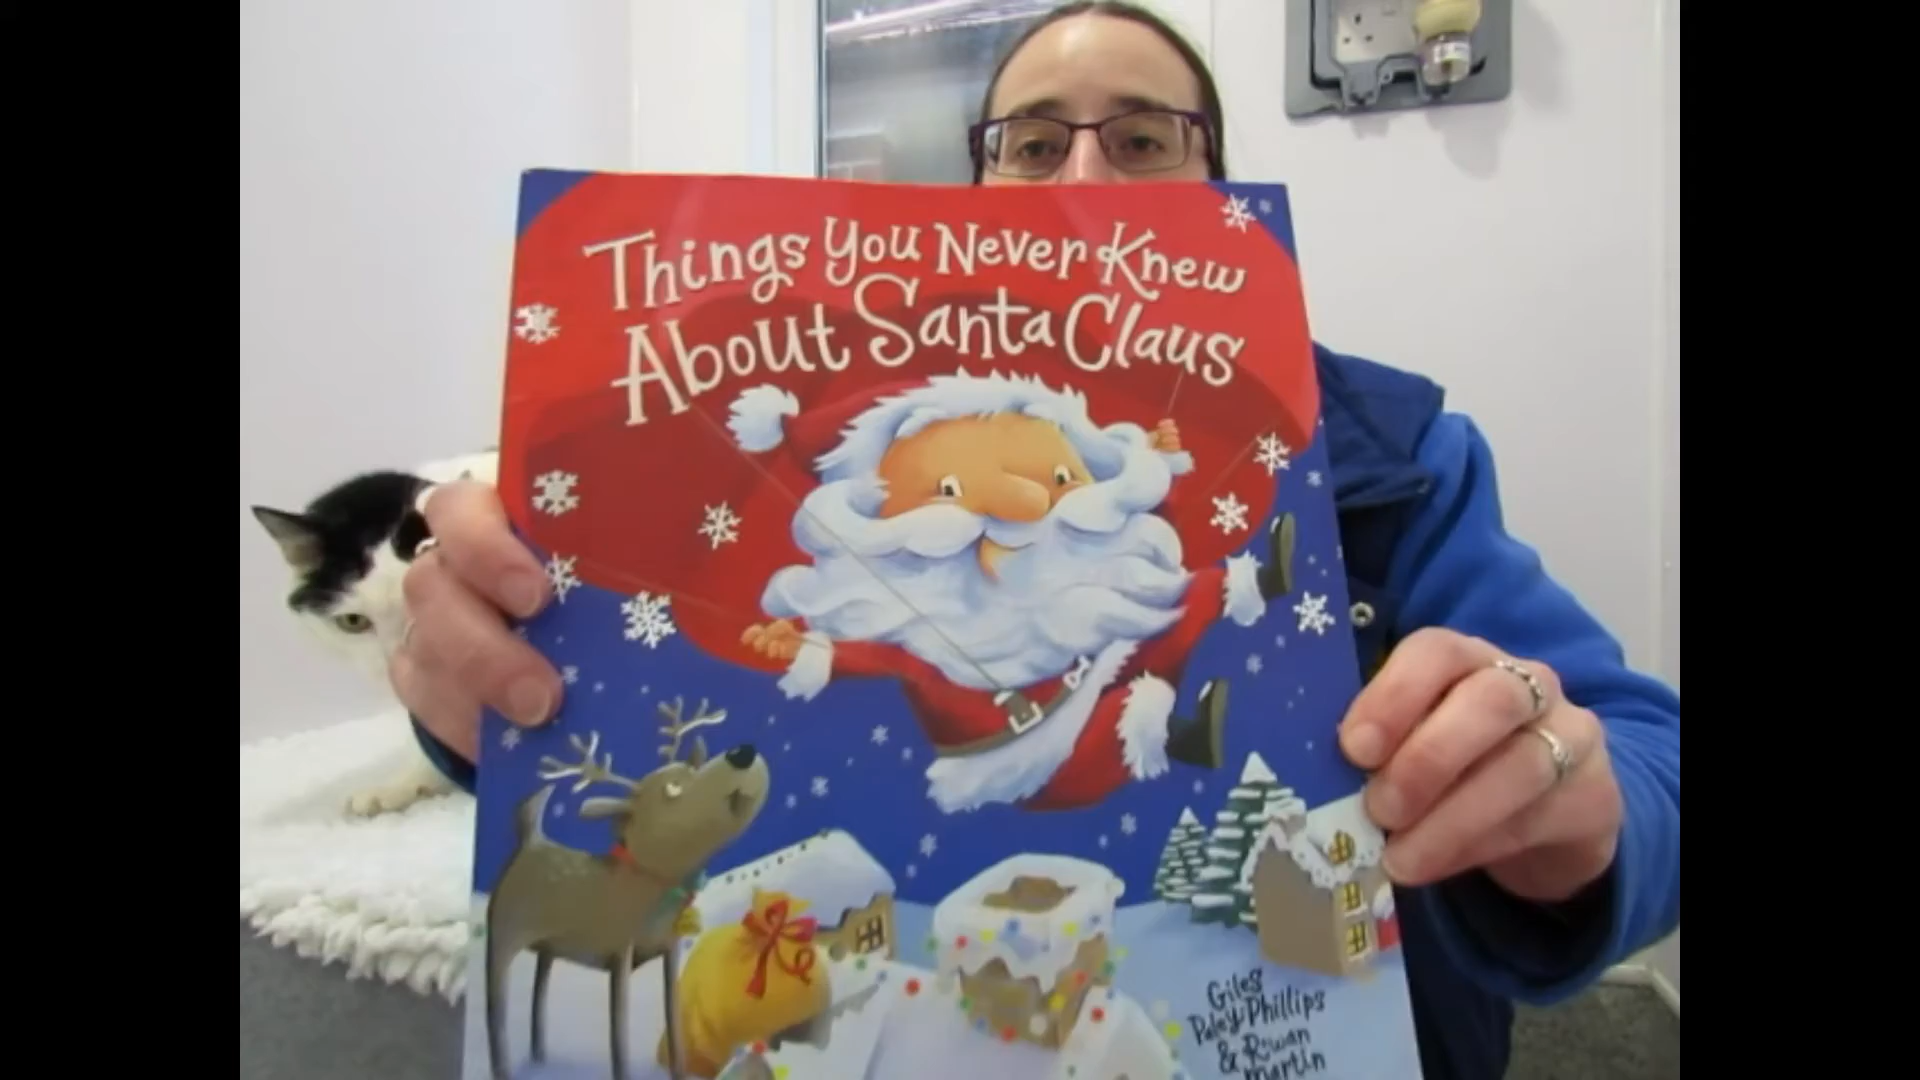 Things You Never Knew
About Santa Claus
Giles
Paley-Phillips
& Rowan
Martin